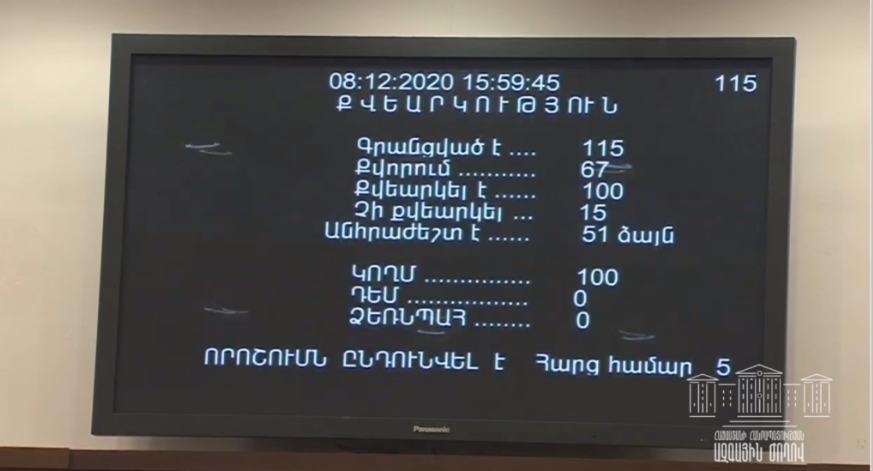 08:12:2020 15:59:45 115
ՔՎԵԱՐԿՈՒԹՅՈՒՆ
Գրանցված է .... 115
Քվորում ........... 67
Քվեարկել է ......... 100
Չի քվեարկել ... 15
Անհրաժեշտ է ...... 51 ձայն
ԿՈՂՄ ............... 100
ԴԵՄ ................. 0
ՁԵՌՆՊԱՀ ........ 0
ՈՐՈՇՈՒՄՆ ԸՆԴՈՒՆՎԵԼ է Հարց համար 5
Panasonic
ՀԱՅԱՍՏԱՆԻ ՀԱՆՐԱՊԵՏՈՒԹՅԱՆ
ԱԶԳԱՅԻՆ ԺՈՂՈՎ